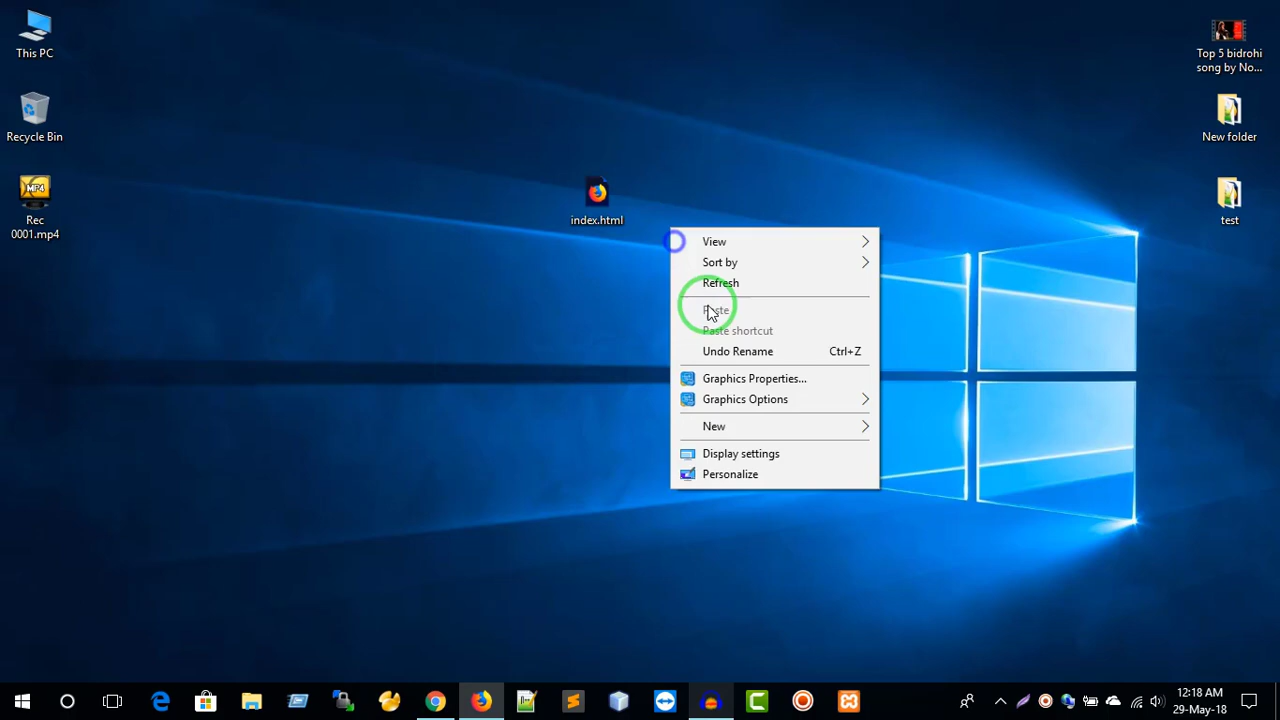 This PC
Recycle Bin
Rec
0001.mp4
index.html
Top 5 bidrohi
song by No...
New folder
test
View
Sort by
Refresh
Paste
Paste shortcut
Undo Rename Ctrl+Z
Graphics Properties...
Graphics Options
New
Display settings
Personalize
MP4
12:18 AM
29-May-18